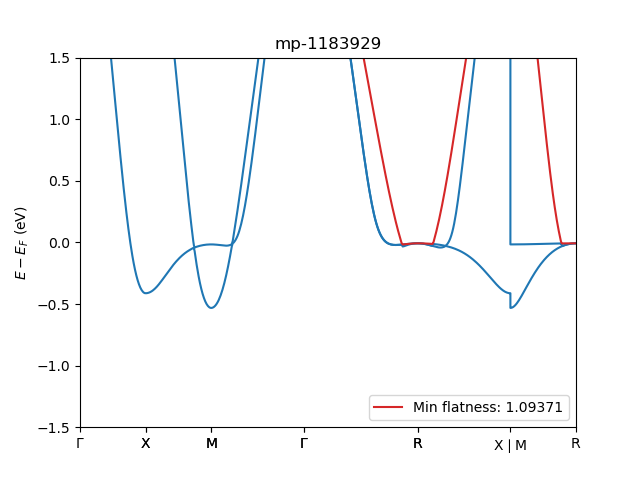 mp-1183929
E − E_F (eV)
1.5
1.0
0.5
0.0
−0.5
−1.0
−1.5
Min flatness: 1.09371
Γ X M Γ R X | M R